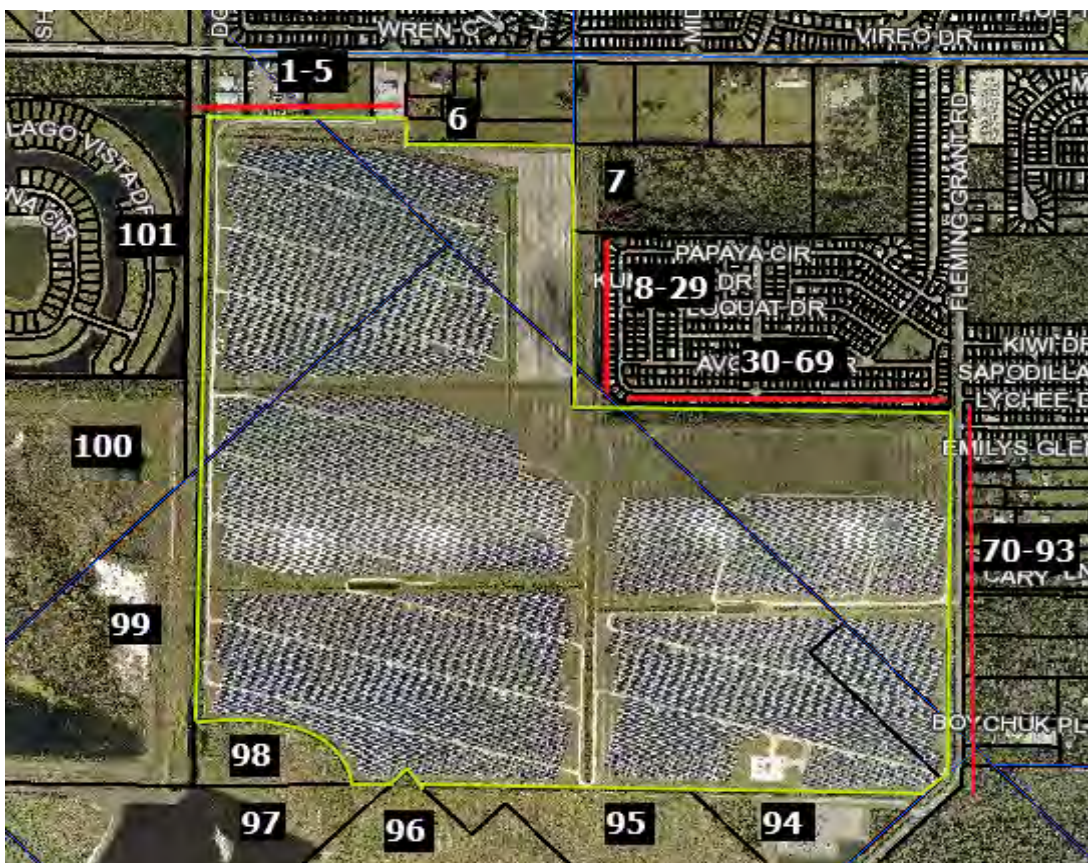 WREN C
VIREO DR
1-5
6
LAGO VISTA DR
FLEMING GRANT RD
7
101
PAPAYA CIR
DR
8-29
LOQUAT DR
KIWI DR
30-69
SAPODILLA
LYCHEE D
100
EMILYS GLE
70-93
CARY LN
99
BOYCHUK PL
98
97
96
95
94